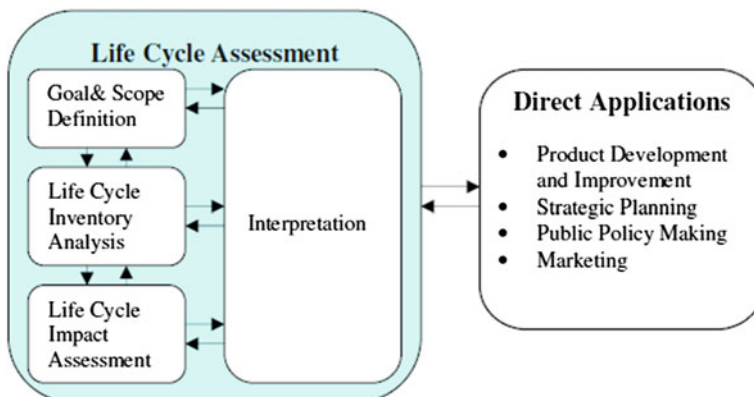 Life Cycle Assessment
Goal& Scope
Definition
Life Cycle
Inventory
Analysis
Life Cycle
Impact
Assessment
Interpretation
Direct Applications
• Product Development
and Improvement
• Strategic Planning
• Public Policy Making
• Marketing